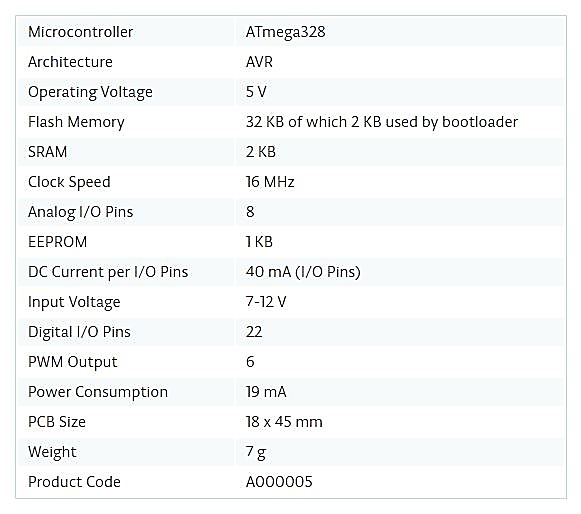 Microcontroller ATmega328
Architecture AVR
Operating Voltage 5 V
Flash Memory 32 KB of which 2 KB used by bootloader
SRAM 2 KB
Clock Speed 16 MHz
Analog I/O Pins 8
EEPROM 1 KB
DC Current per I/O Pins 40 mA (I/O Pins)
Input Voltage 7-12 V
Digital I/O Pins 22
PWM Output 6
Power Consumption 19 mA
PCB Size 18 x 45 mm
Weight 7 g
Product Code A000005